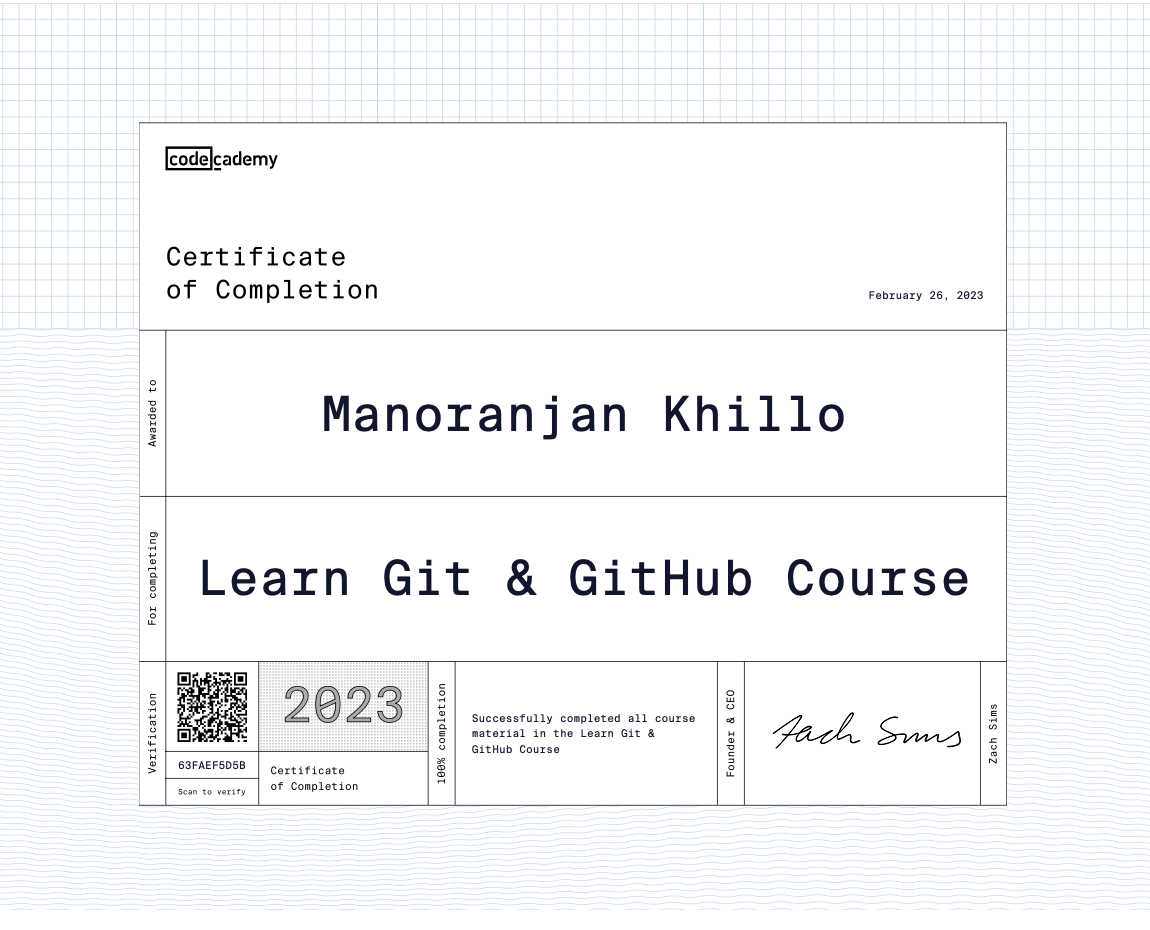 codecademy
Certificate
of Completion
February 26, 2023
Awarded to
Manoranjan Khillo
For completing
Learn Git & GitHub Course
Verification
63FAEF5D5B
Scan to verify
2023
Certificate
of Completion
100% completion
Successfully completed all course
material in the Learn Git &
GitHub Course
Founder & CEO
Zach Sims
Zach Sims